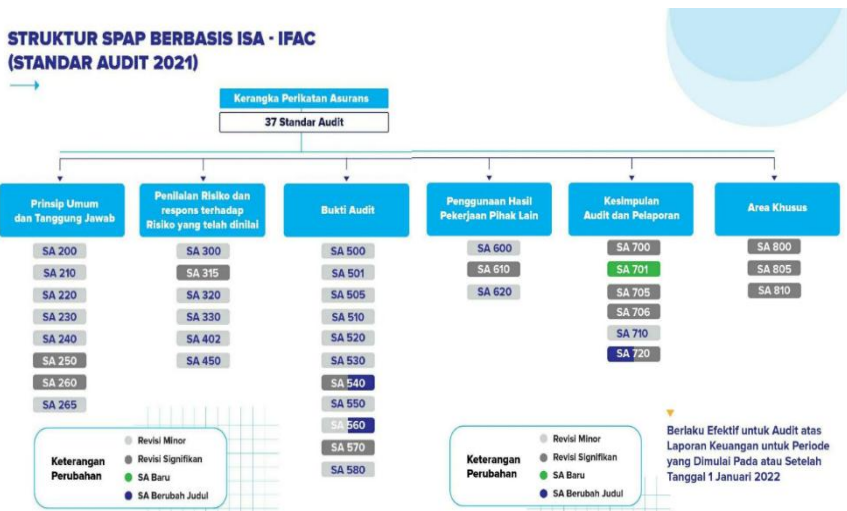 STRUKTUR SPAP BERBASIS ISA - IFAC
(STANDAR AUDIT 2021)
Kerangka Perikatan Asurans
37 Standar Audit
Prinsip Umum
dan Tanggung Jawab
SA 200
SA 210
SA 220
SA 230
SA 240
SA 250
SA 260
SA 265
Penilaian Risiko dan
respons terhadap
Risiko yang telah dinilai
SA 300
SA 315
SA 320
SA 330
SA 402
SA 450
Bukti Audit
SA 500
SA 501
SA 505
SA 510
SA 520
SA 530
SA 540
SA 550
SA 560
SA 570
SA 580
Penggunaan Hasil
Pekerjaan Pihak Lain
SA 600
SA 610
SA 620
Kesimpulan
Audit dan Pelaporan
SA 700
SA 701
SA 705
SA 706
SA 710
SA 720
Area Khusus
SA 800
SA 805
SA 810
Keterangan
Perubahan
Revisi Minor
Revisi Signifikan
SA Baru
SA Berubah Judul
Keterangan
Perubahan
Revisi Minor
Revisi Signifikan
SA Baru
SA Berubah Judul
Berlaku Efektif untuk Audit atas
Laporan Keuangan untuk Periode
yang Dimulai Pada atau Setelah
Tanggal 1 Januari 2022